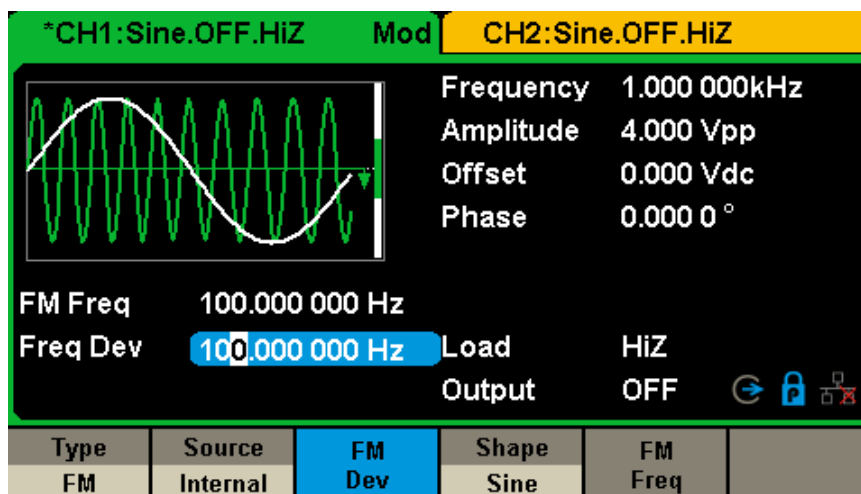 *CH1:Sine.OFF.HiZ Mod CH2:Sine.OFF.HiZ
Frequency 1.000 000kHz
Amplitude 4.000 Vpp
Offset 0.000 Vdc
Phase 0.000 0 °
FM Freq 100.000 000 Hz
Freq Dev 100.000 000 Hz Load HiZ
Output OFF P
Type Source FM Shape FM
FM Internal Dev Sine Freq